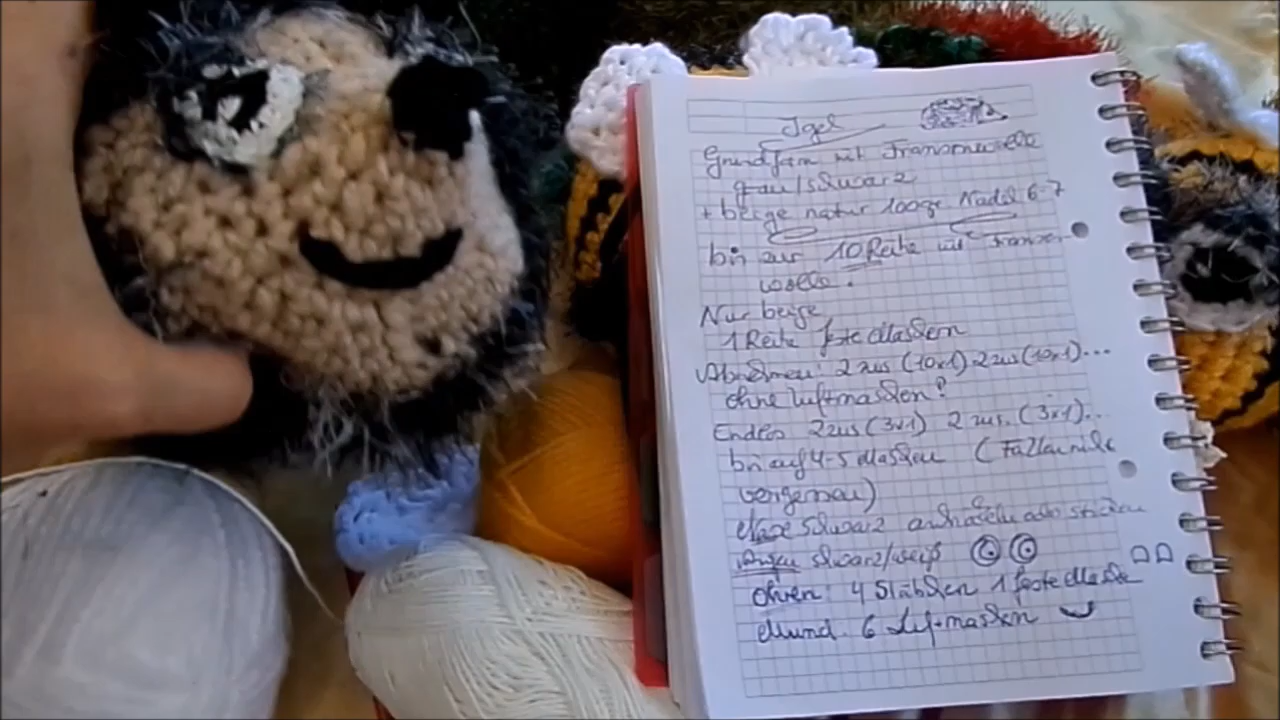 Igel
Grundform mit Fransenwolle
grau/schwarz
+ beige natur 100gr Nadel 6-7
bis zur 10 Reihe mit Fransen
wolle.
Nur beige
1 Reihe feste Maschen
Abnehmen: 2 zus (10x1) 2 zus (10x1)...
ohne Luftmaschen!
Endlos 2 zus (3x1) 2 zus. (3x1)..
bis auf 4-5 Maschen (Füllen nicht
vergessen)
Nase schwarz anhäkeln oder sticken
Augen schwarz/weiß
Ohren: 4 Stäbchen 1 feste Masche
Mund: 6 Luftmaschen